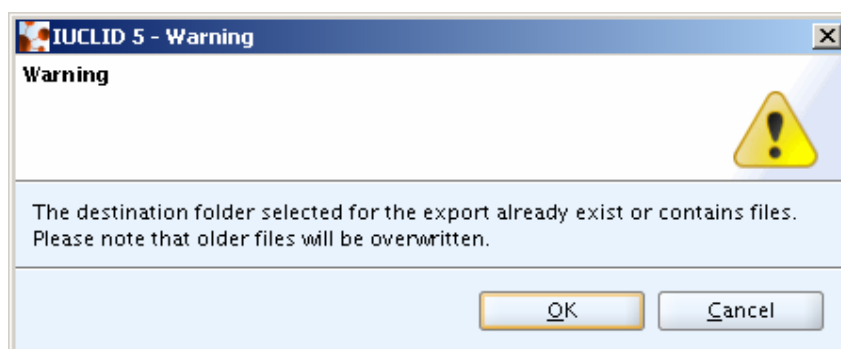 IUCLID 5 - Warning
Warning
The destination folder selected for the export already exist or contains files.
Please note that older files will be overwritten.
OK
Cancel